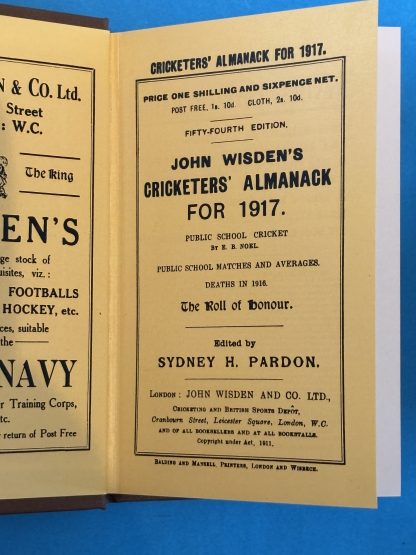 N & CO. Ltd.
Street
: W.C.
The King
EN'S
ge stock of
uisites, viz.:
FOOTBALLS
HOCKEY, etc.
ces, suitable
the
NAVY
r Training Corps,
tc.
r return of Post Free
CRICKETERS' ALMANACK FOR 1917.
PRICE ONE SHILLING AND SIXPENCE NET.
POST FREE, 1s. 10d. CLOTH, 2s. 10d.
FIFTY-FOURTH EDITION.
JOHN WISDEN'S
CRICKETERS' ALMANACK
FOR 1917.
PUBLIC SCHOOL CRICKET
BY E. B. NOEL.
PUBLIC SCHOOL MATCHES AND AVERAGES.
DEATHS IN 1916.
The Roll of Honour.
Edited by
SYDNEY H. PARDON.
LONDON: JOHN WISDEN AND CO. LTD.,
CRICKETING AND BRITISH SPORTS DEPÔT,
Cranbourn Street, Leicester Square, London, W.C.
AND OF ALL BOOKSELLERS AND AT ALL BOOKSTALLS.
Copyright under Act, 1911.
BALDING AND MANSELL, PRINTERS, LONDON AND WISBECH.